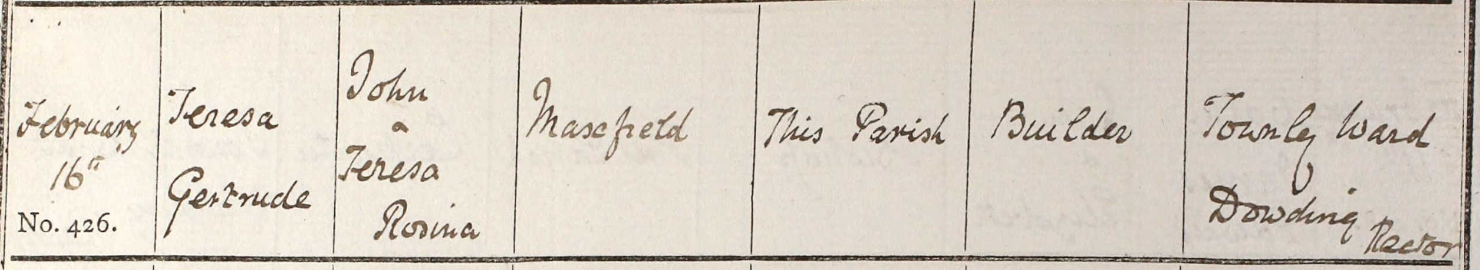 February
16th
No. 426.
Teresa
Gertrude
John
&
Teresa
Rosina
Masefield
This Parish
Builder
Townley Ward
Dowding
Rector